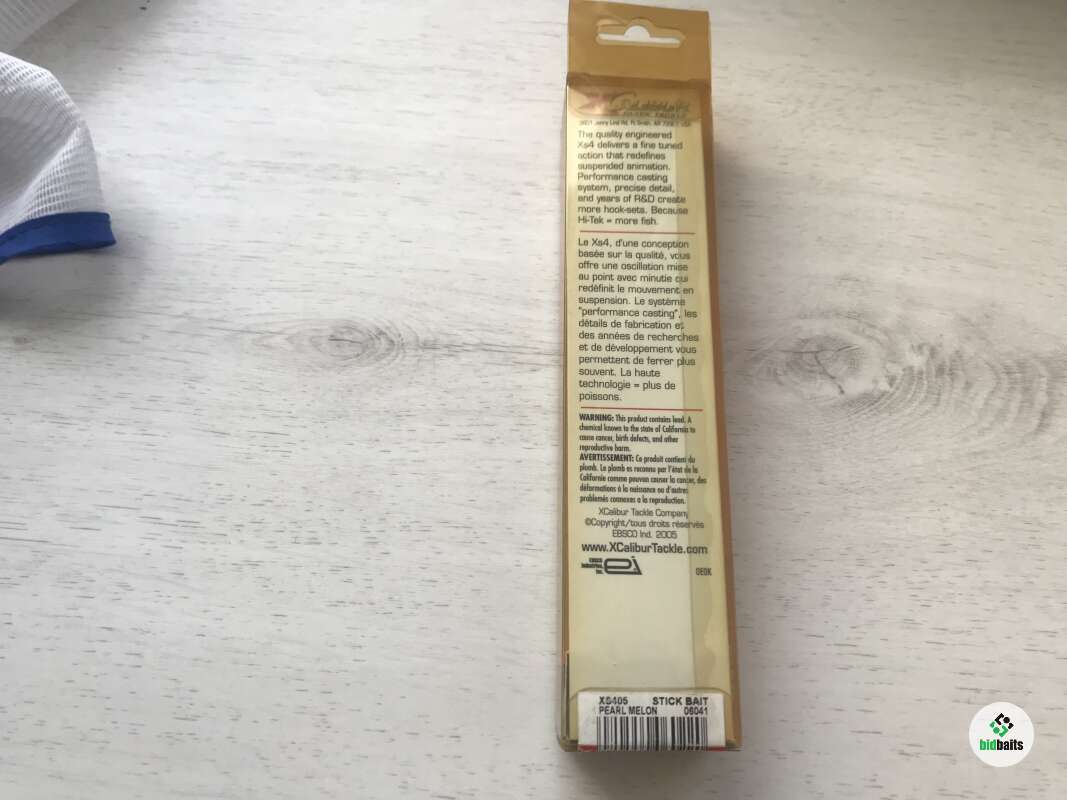 The quality engineered
Xs4 delivers a fine tuned
action that redefines
suspended animation.
Performance casting
system, precise detail,
and years of R&D create
more hook-sets. Because
Hi-Tek = more fish.
Le Xs4, d'une conception
basée sur la qualité, vous
offre une oscillation mise
au point avec minutie qui
redéfinit le mouvement en
suspension. Le système
"performance casting", les
détails de fabrication et
des années de recherches
et de développement vous
permettent de ferrer plus
souvent. La haute
technologie = plus de
poissons.
WARNING: This product contains lead. A
chemical known to the state of California to
cause cancer, birth defects, and other
reproductive harm.
AVERTISSEMENT: Ce produit contient du
plomb. Le plomb es reconnu par l'état de la
Californie comme pouvan causer la cancer, des
déformations à la naissance ou d'autres
problémés connexes a la reproduction.
XCalibur Tackle Company
©Copyright/tous droits réservés
EBSCO Ind. 2005
www.XCaliburTackle.com
EBSCO
Industries,
Inc.
XS405 STICK BAIT
PEARL MELON 06041
bidbaits